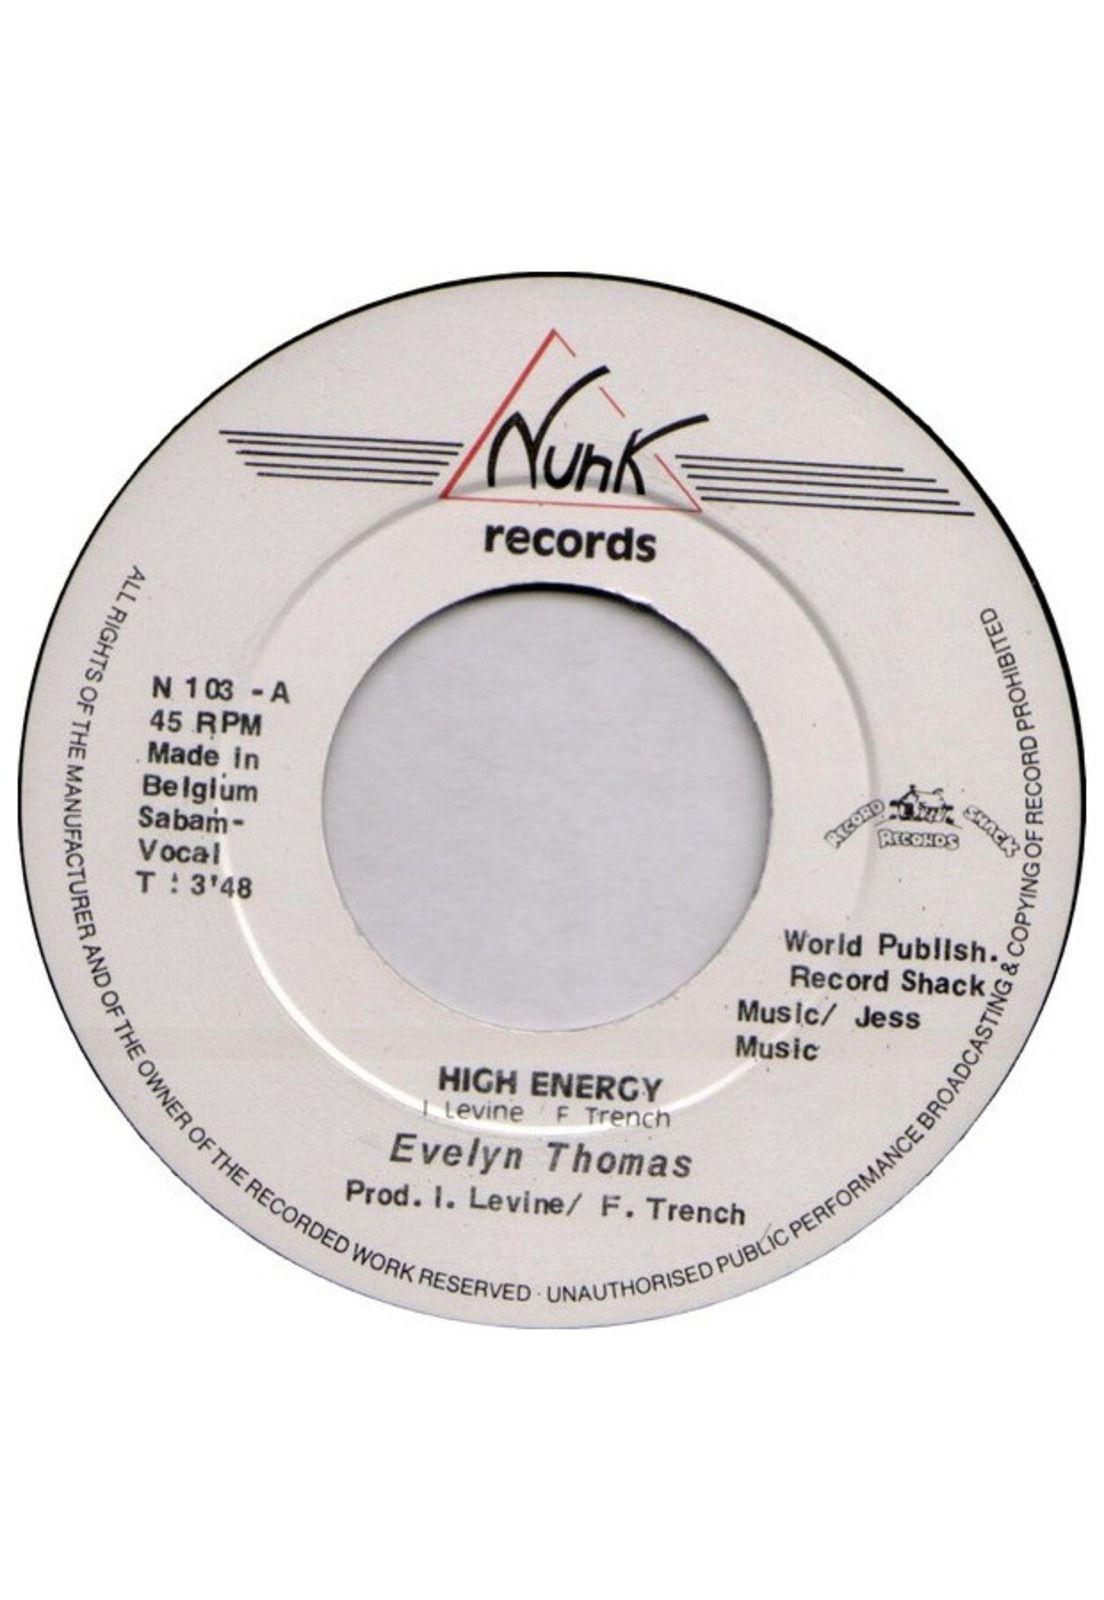 Nunk
records
N 103 - A
45 RPM
Made in
Belgium
Sabam-
Vocal
T : 3'48
RECORD SHACK
RECORDS
World Publish.
Record Shack
Music/ Jess
Music
HIGH ENERGY
I Levine / F Trench
Evelyn Thomas
Prod. I. Levine/ F. Trench
ALL RIGHTS OF THE MANUFACTURER AND OF THE OWNER OF THE RECORDED WORK RESERVED · UNAUTHORISED PUBLIC PERFORMANCE BROADCASTING & COPYING OF RECORD PROHIBITED